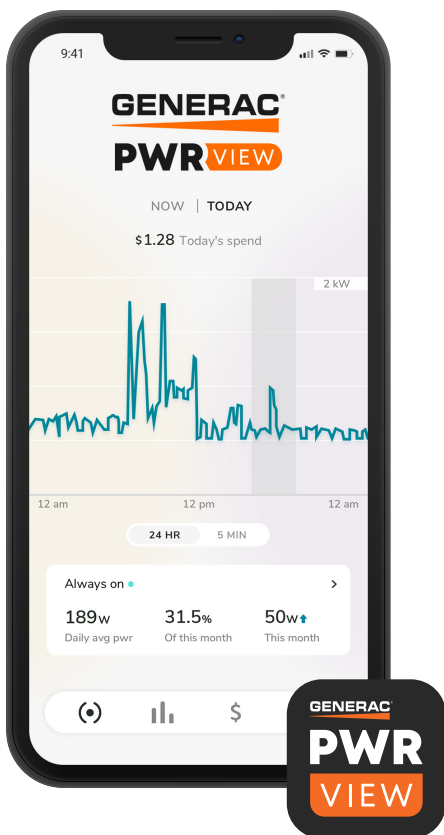 9:41
GENERAC®
PWRVIEW
NOW | TODAY
$1.28 Today's spend
2 kW
12 am 12 pm 12 am
24 HR 5 MIN
Always on
189w 31.5% 50w
Daily avg pwr Of this month This month
$
GENERAC
PWR
VIEW